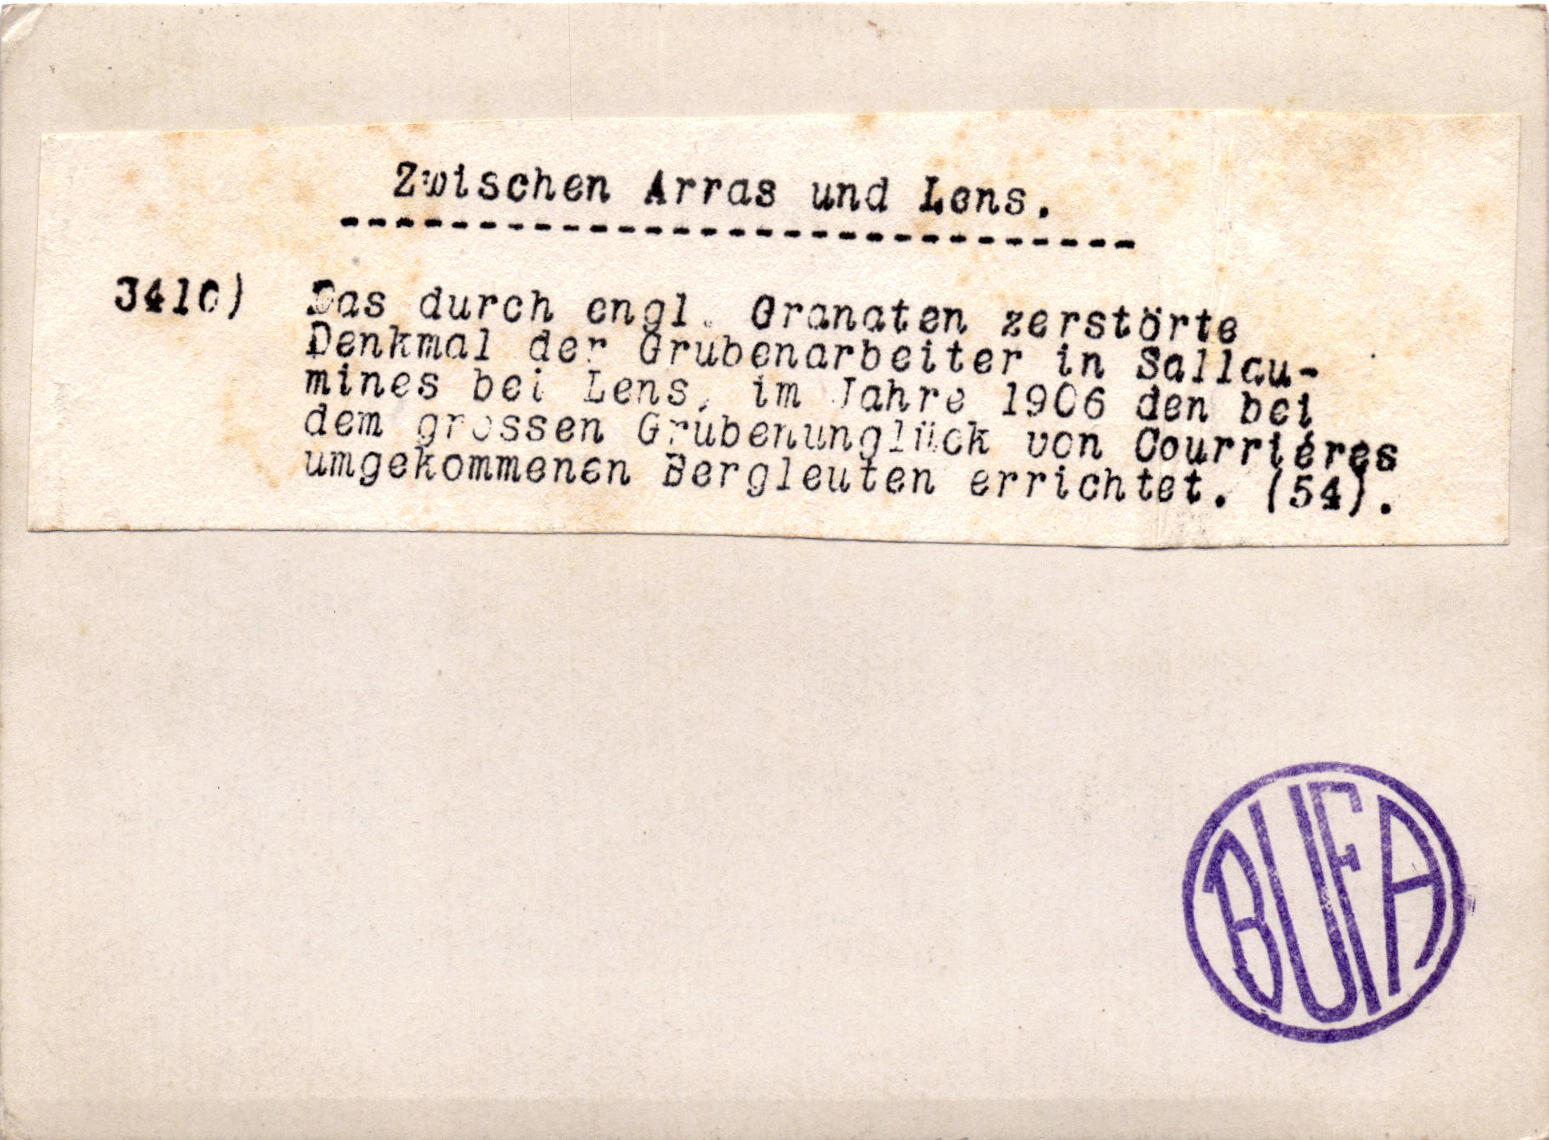 Zwischen Arras und Lens.
-----------------------------
3410) Das durch engl. Granaten zerstörte
Denkmal der Grubenarbeiter in Sallau-
mines bei Lens, im Jahre 1906 den bei
dem grossen Grubenunglück von Courriéres
umgekommenen Bergleuten errichtet. (54).
BUFA